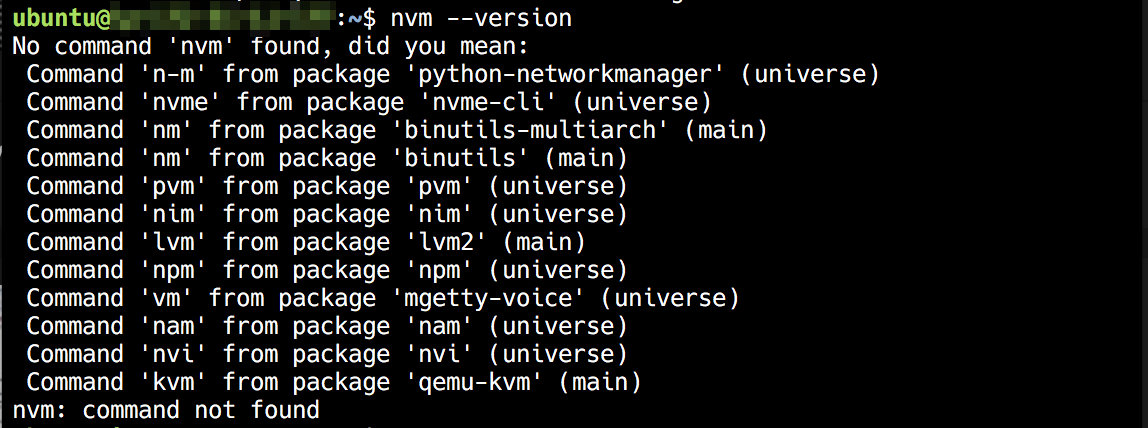 ubuntu@ :~$ nvm --version
No command 'nvm' found, did you mean:
 Command 'n-m' from package 'python-networkmanager' (universe)
 Command 'nvme' from package 'nvme-cli' (universe)
 Command 'nm' from package 'binutils-multiarch' (main)
 Command 'nm' from package 'binutils' (main)
 Command 'pvm' from package 'pvm' (universe)
 Command 'nim' from package 'nim' (universe)
 Command 'lvm' from package 'lvm2' (main)
 Command 'npm' from package 'npm' (universe)
 Command 'vm' from package 'mgetty-voice' (universe)
 Command 'nam' from package 'nam' (universe)
 Command 'nvi' from package 'nvi' (universe)
 Command 'kvm' from package 'qemu-kvm' (main)
nvm: command not found